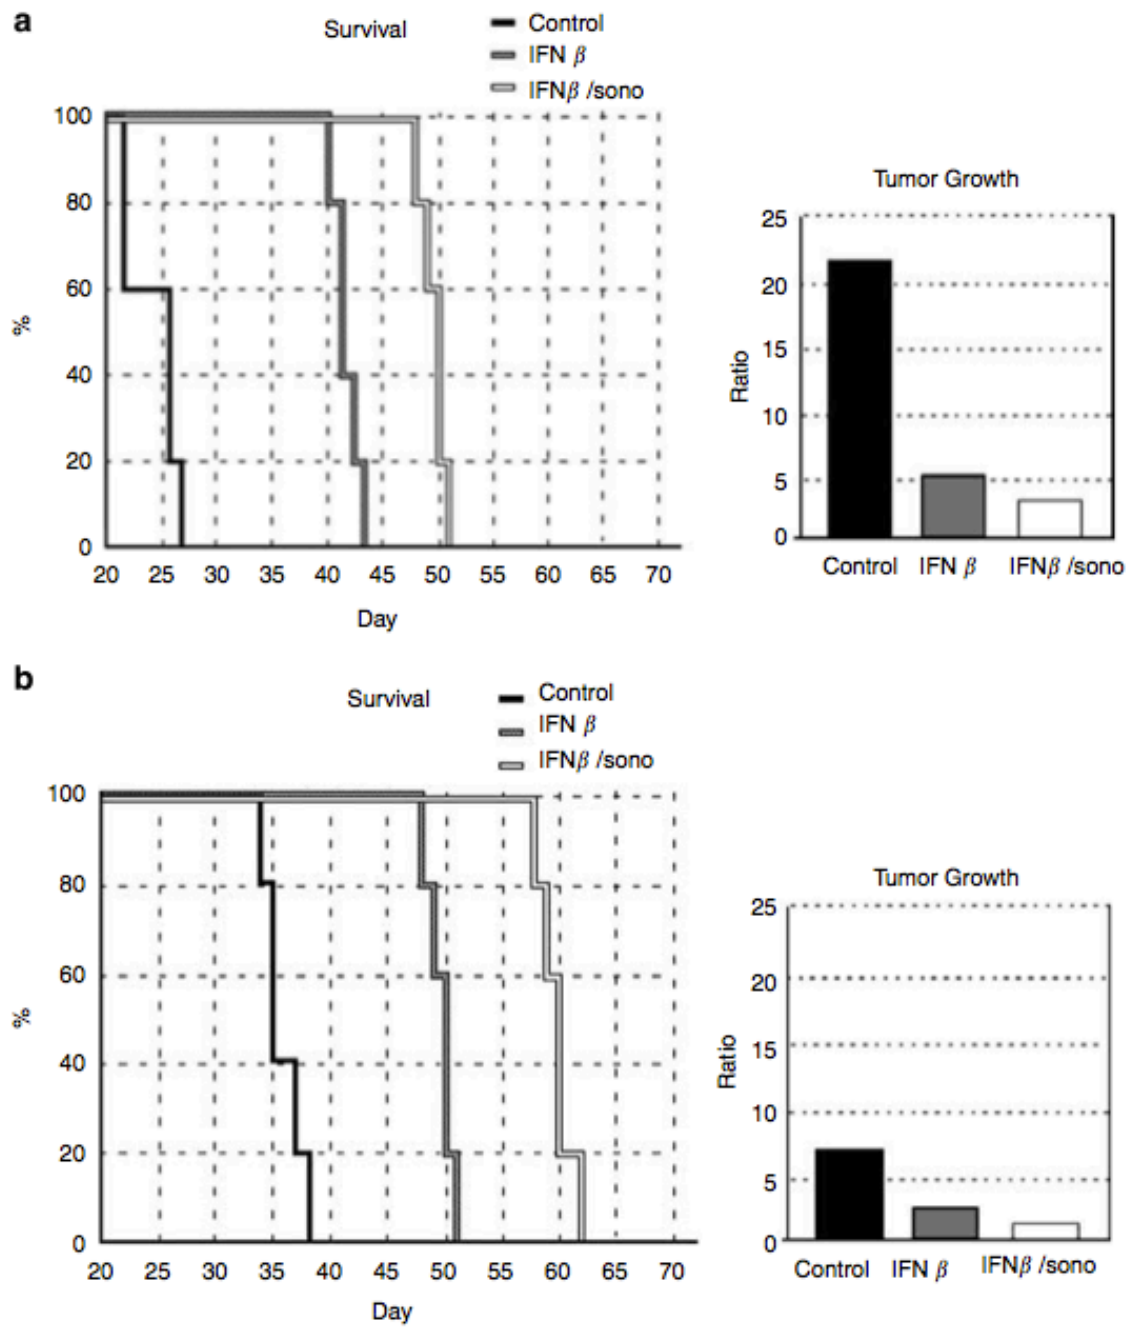 a
Survival
Control
IFN β
IFNβ /sono
100
80
60
40
20
0
%
20 25 30 35 40 45 50 55 60 65 70
Day
Tumor Growth
25
20
15
10
5
0
Ratio
Control IFN β IFNβ /sono
b
Survival
Control
IFN β
IFNβ /sono
100
80
60
40
20
0
%
20 25 30 35 40 45 50 55 60 65 70
Day
Tumor Growth
25
20
15
10
5
0
Ratio
Control IFN β IFNβ /sono